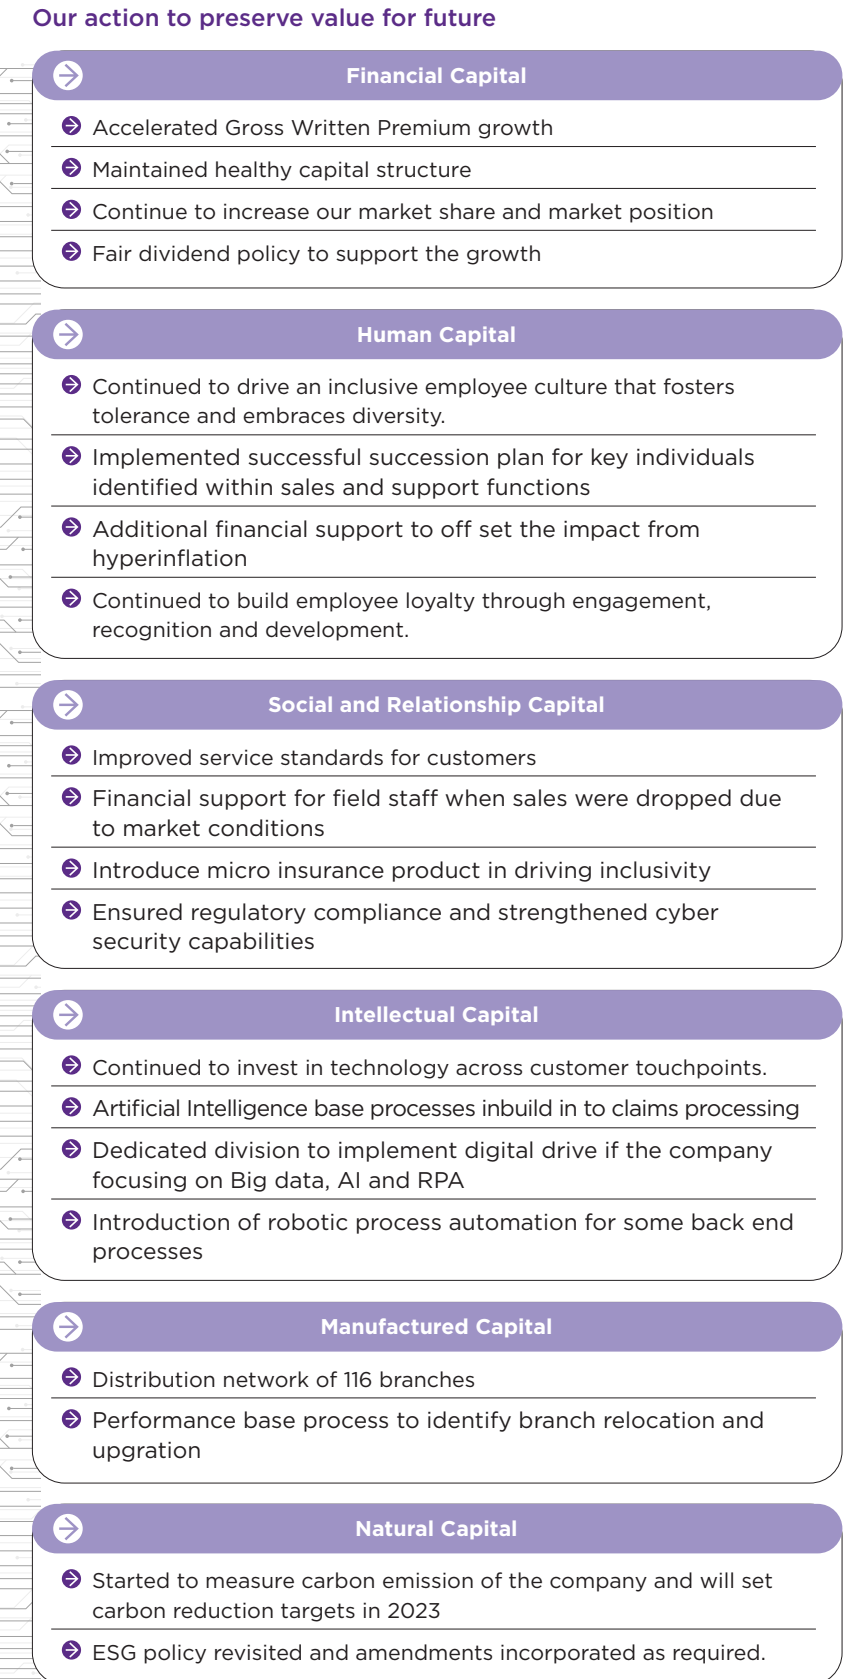 Our action to preserve value for future
Financial Capital
Accelerated Gross Written Premium growth
Maintained healthy capital structure
Continue to increase our market share and market position
Fair dividend policy to support the growth
Human Capital
Continued to drive an inclusive employee culture that fosters
tolerance and embraces diversity.
Implemented successful succession plan for key individuals
identified within sales and support functions
Additional financial support to off set the impact from
hyperinflation
Continued to build employee loyalty through engagement,
recognition and development.
Social and Relationship Capital
Improved service standards for customers
Financial support for field staff when sales were dropped due
to market conditions
Introduce micro insurance product in driving inclusivity
Ensured regulatory compliance and strengthened cyber
security capabilities
Intellectual Capital
Continued to invest in technology across customer touchpoints.
Artificial Intelligence base processes inbuild in to claims processing
Dedicated division to implement digital drive if the company
focusing on Big data, AI and RPA
Introduction of robotic process automation for some back end
processes
Manufactured Capital
Distribution network of 116 branches
Performance base process to identify branch relocation and
upgration
Natural Capital
Started to measure carbon emission of the company and will set
carbon reduction targets in 2023
ESG policy revisited and amendments incorporated as required.